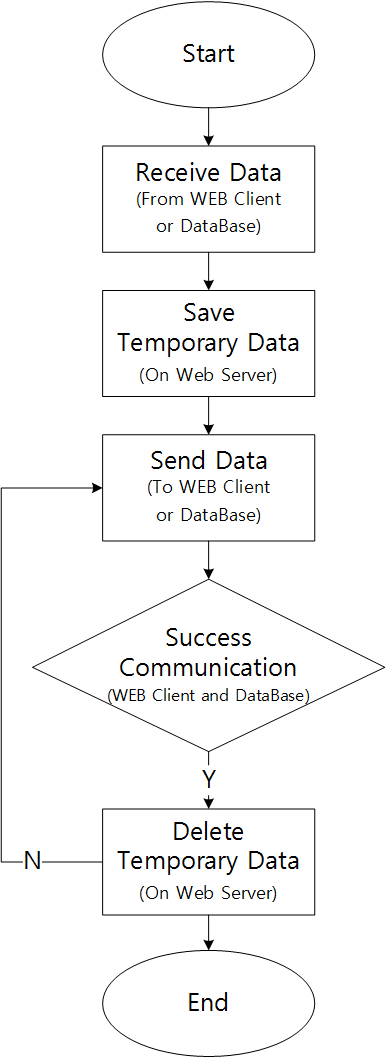 Start
Receive Data
(From WEB Client
or DataBase)
Save
Temporary Data
(On Web Server)
Send Data
(To WEB Client
or DataBase)
Success
Communication
(WEB Client and DataBase)
Y
Delete
Temporary Data
(On Web Server)
N
End